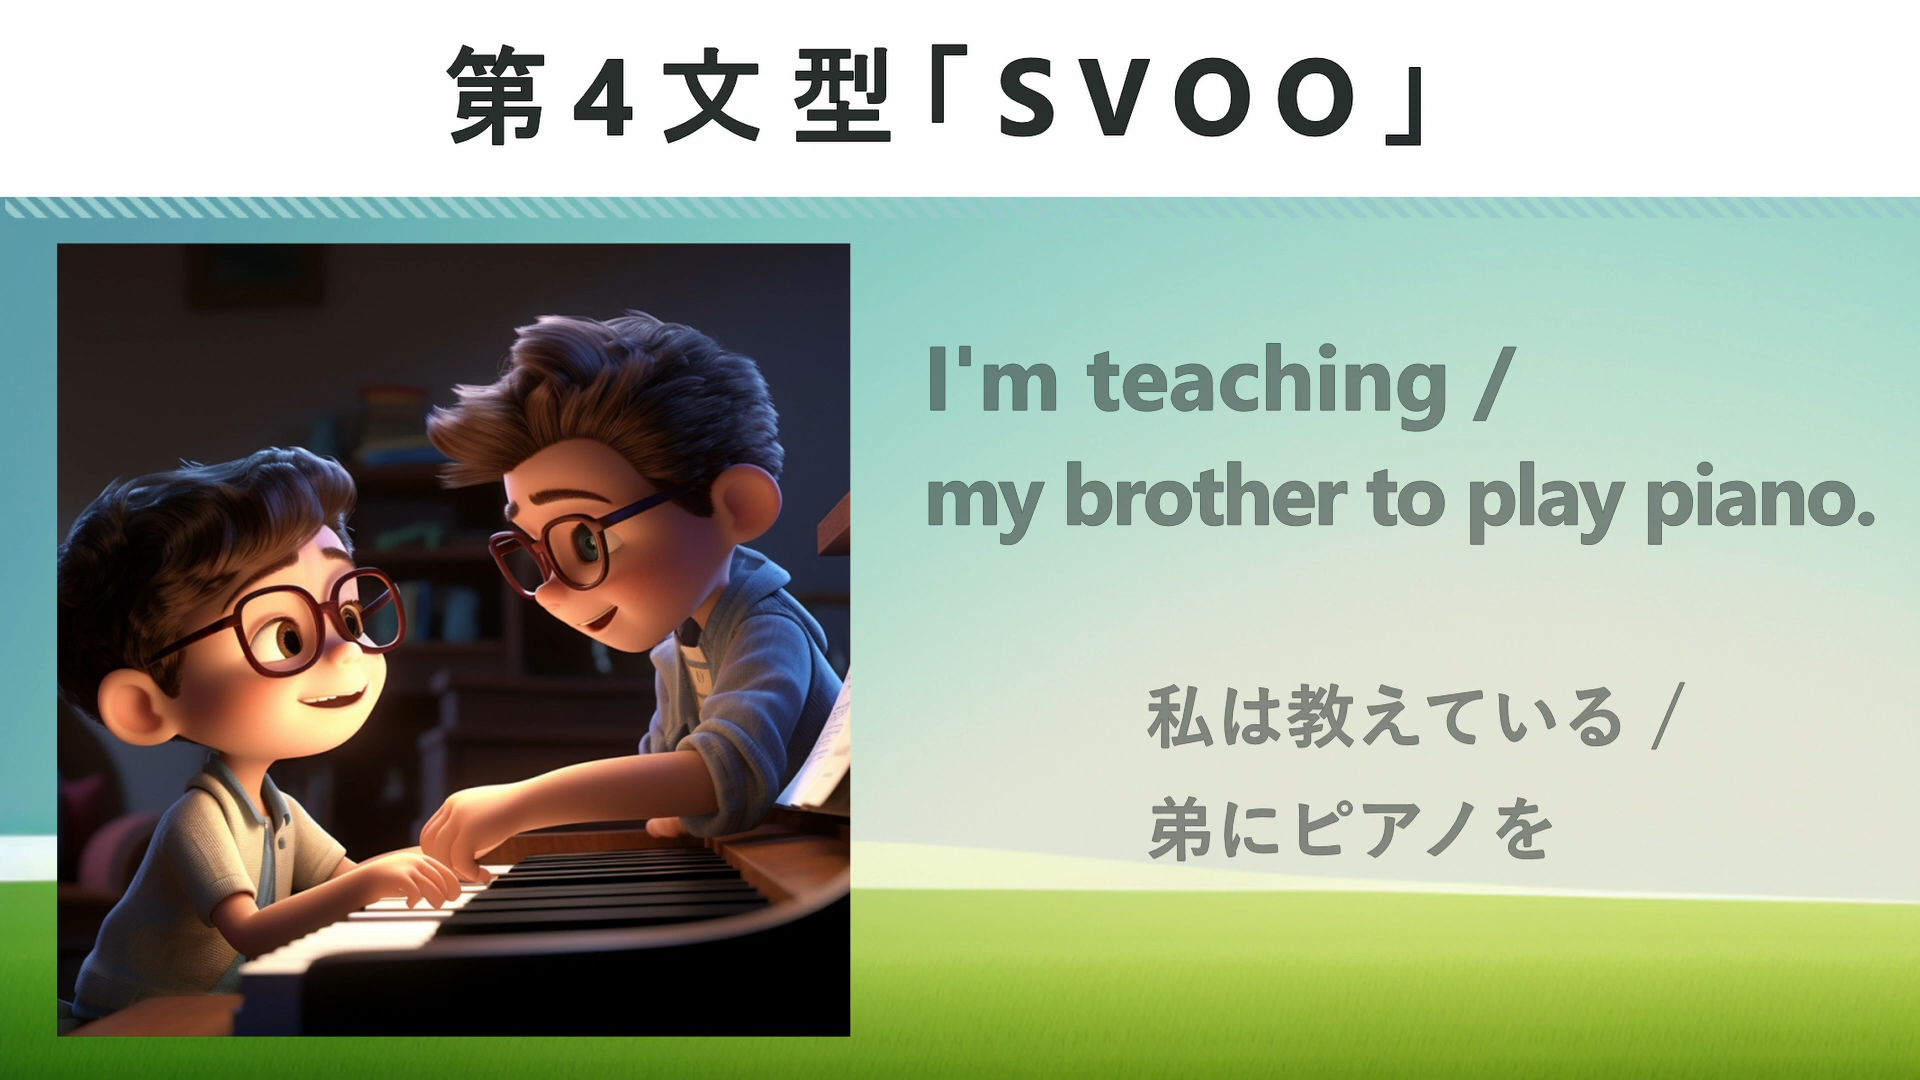 第4文型「SVOO」
I'm teaching /
my brother to play piano.
私は教えている /
弟にピアノを